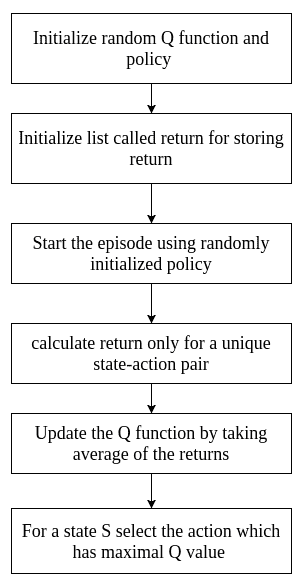 Initialize random Q function and
policy
Initialize list called return for storing
return
Start the episode using randomly
initialized policy
calculate return only for a unique
state-action pair
Update the Q function by taking
average of the returns
For a state S select the action which
has maximal Q value